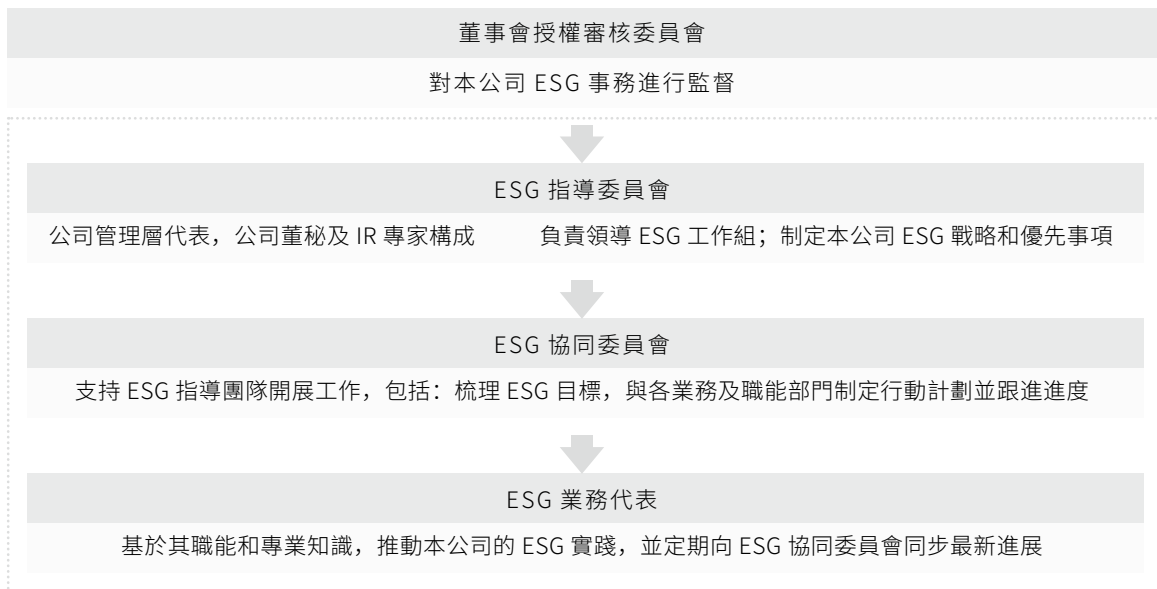 董事會授權審核委員會
對本公司 ESG 事務進行監督
ESG 指導委員會
公司管理層代表，公司董秘及 IR 專家構成
負責領導 ESG 工作組；制定本公司 ESG 戰略和優先事項
ESG 協同委員會
支持 ESG 指導團隊開展工作，包括：梳理 ESG 目標，與各業務及職能部門制定行動計劃並跟進進度
ESG 業務代表
基於其職能和專業知識，推動本公司的 ESG 實踐，並定期向 ESG 協同委員會同步最新進展